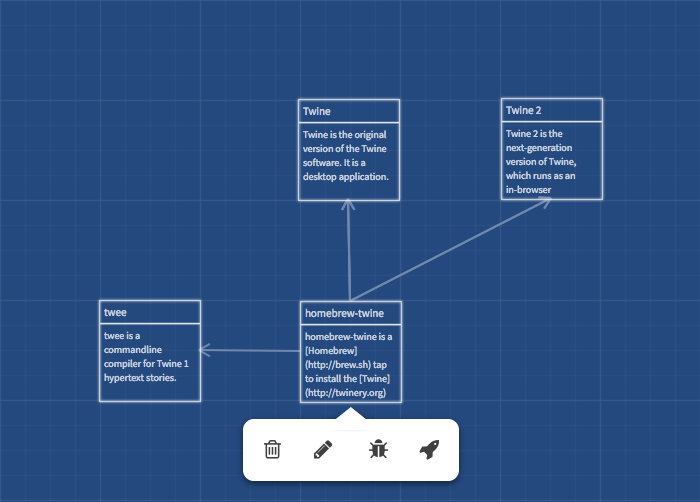 Twine
Twine is the original
version of the Twine
software. It is a
desktop application.
Twine 2
Twine 2 is the
next-generation
version of Twine,
which runs as an
in-browser
twee
twee is a
commandline
compiler for Twine 1
hypertext stories.
homebrew-twine
homebrew-twine is a
[Homebrew]
(http://brew.sh) tap
to install the [Twine]
(http://twinery.org)